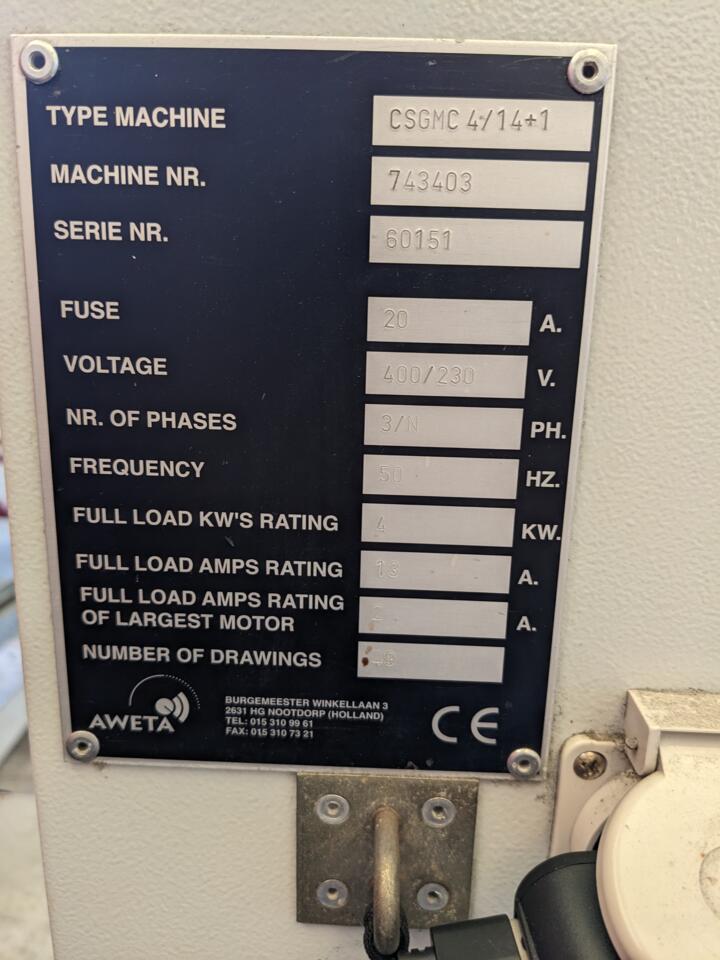 TYPE MACHINE CSGMC 4/14+1
MACHINE NR. 743403
SERIE NR. 60151
FUSE 20 A.
VOLTAGE 400/230 V.
NR. OF PHASES 3/N PH.
FREQUENCY 50 HZ.
FULL LOAD KW'S RATING 4 KW.
FULL LOAD AMPS RATING 13 A.
FULL LOAD AMPS RATING
OF LARGEST MOTOR A.
NUMBER OF DRAWINGS
AWETA
BURGEMEESTER WINKELLAAN 3
2631 HG NOOTDORP (HOLLAND)
TEL: 015 310 99 61
FAX: 015 310 73 21
CE